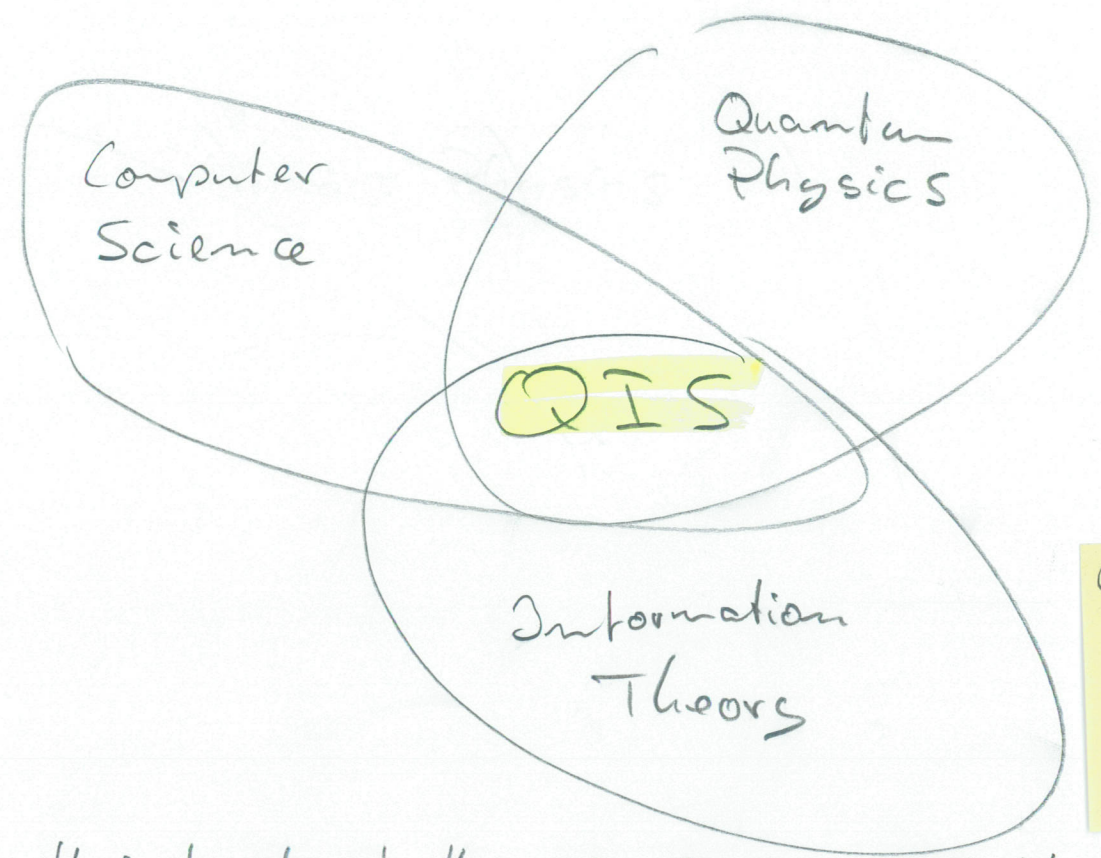 Quantum
Physics
Computer
Science
QIS
Information
Theory